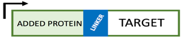 ADDED PROTEIN LINKER TARGET